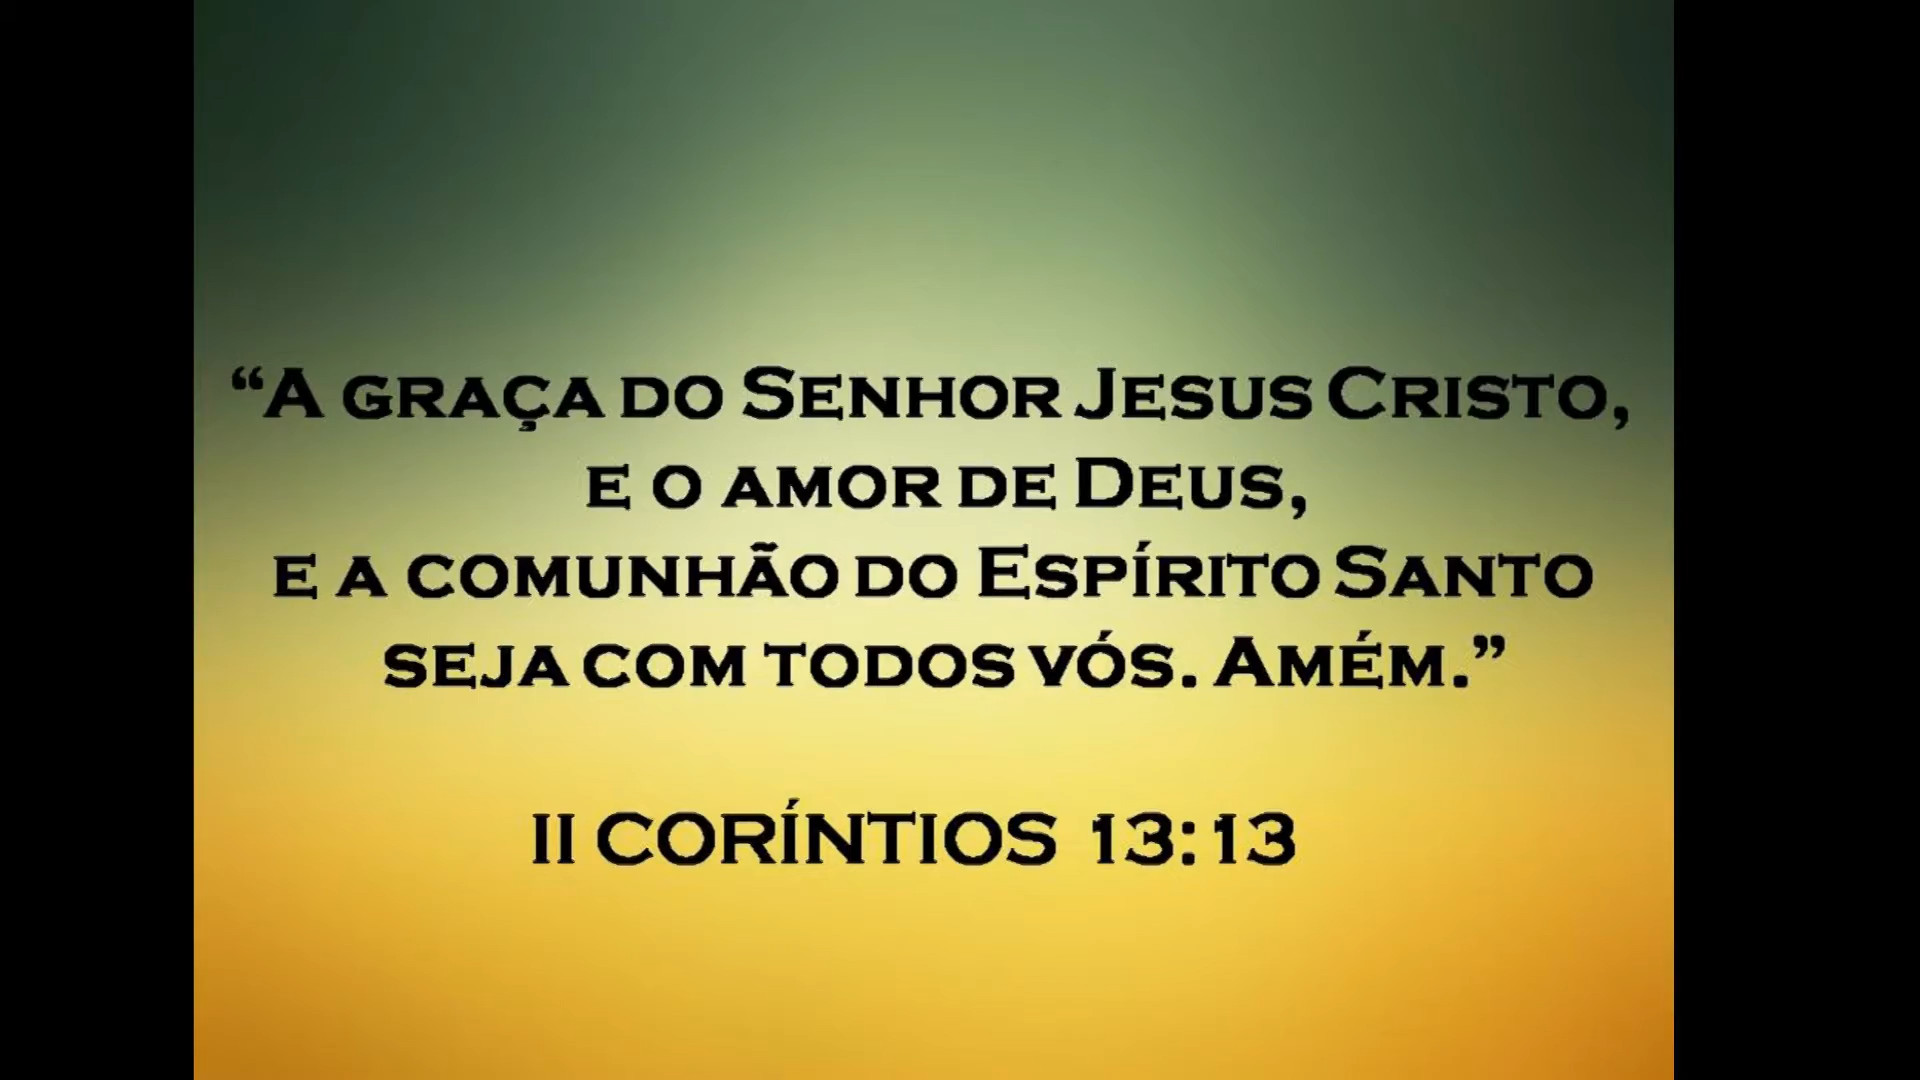 “A GRAÇA DO SENHOR JESUS CRISTO,
E O AMOR DE DEUS,
E A COMUNHÃO DO ESPÍRITO SANTO
SEJA COM TODOS VÓS. AMÉM.”
II CORÍNTIOS 13:13